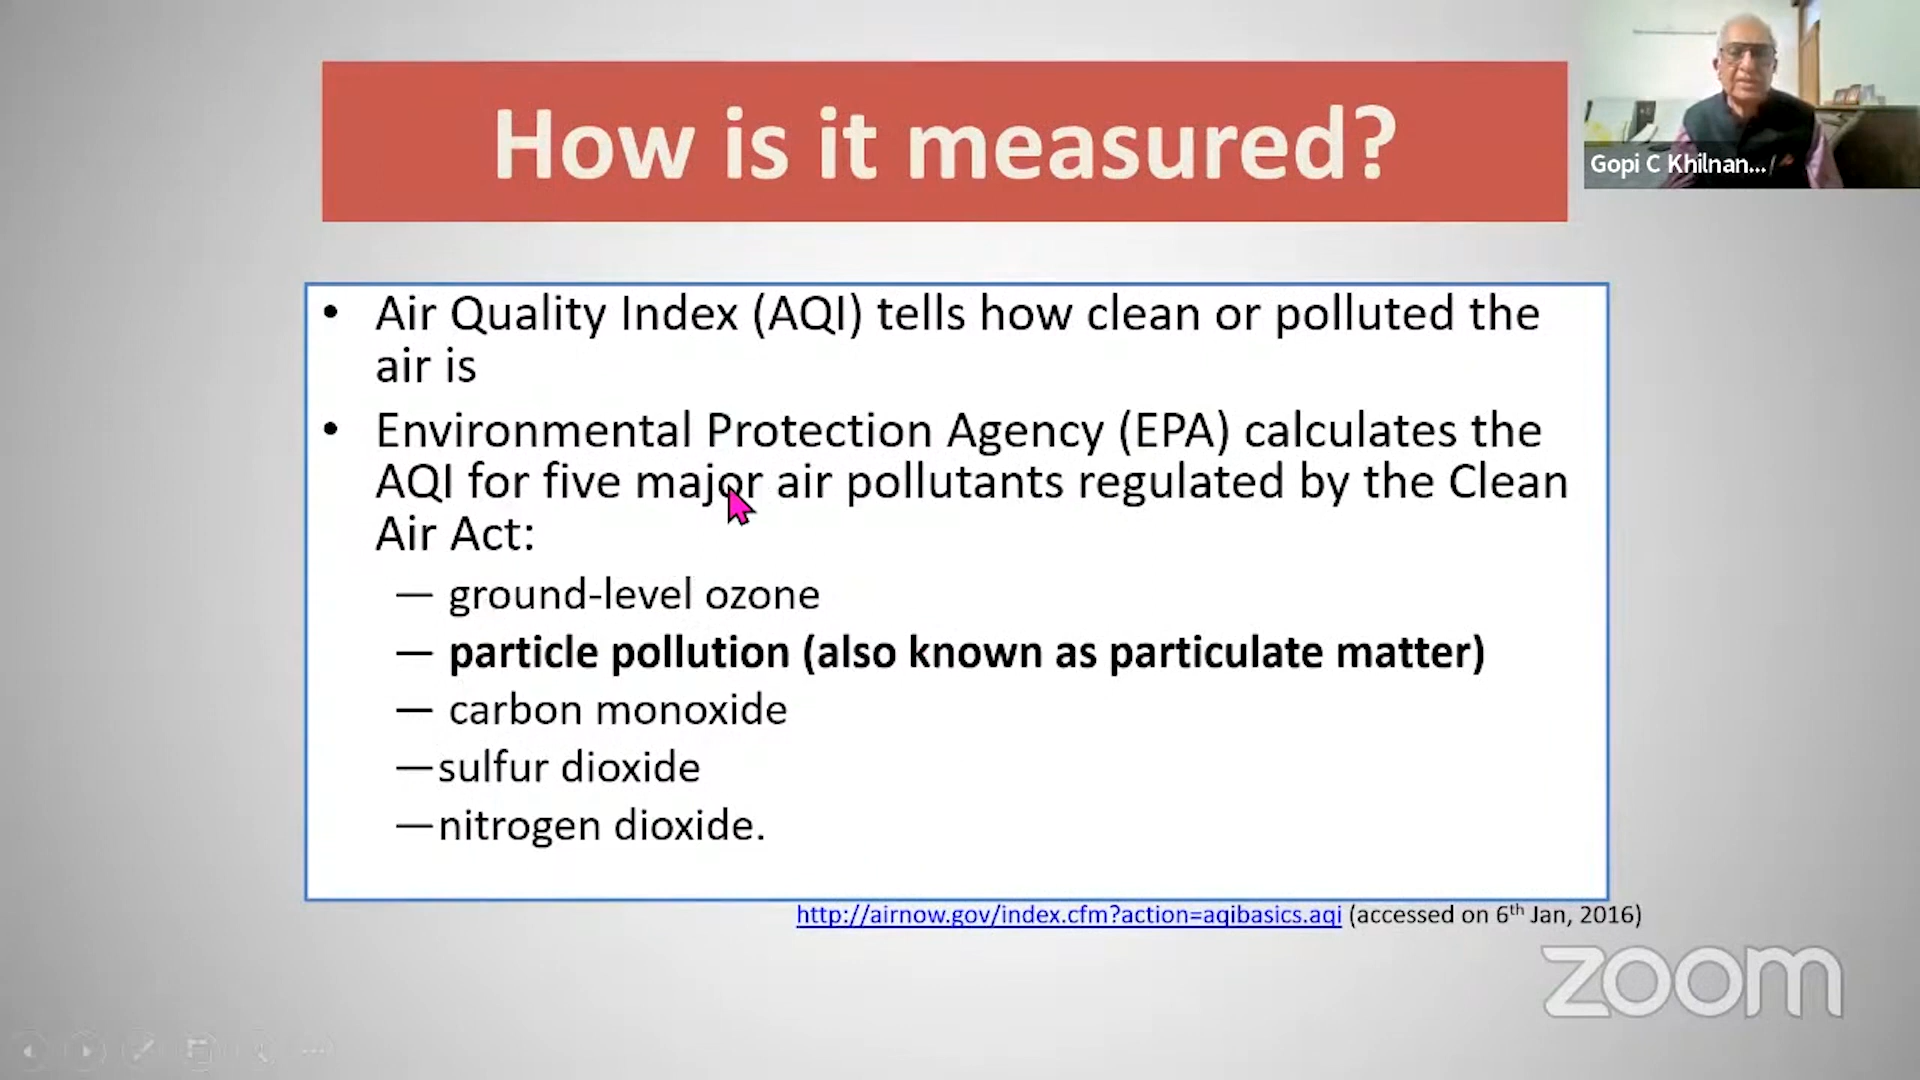 How is it measured?
Gopi C Khilnan...
• Air Quality Index (AQI) tells how clean or polluted the
air is
• Environmental Protection Agency (EPA) calculates the
AQI for five major air pollutants regulated by the Clean
Air Act:
— ground-level ozone
— particle pollution (also known as particulate matter)
— carbon monoxide
—sulfur dioxide
—nitrogen dioxide.
http://airnow.gov/index.cfm?action=aqibasics.aqi (accessed on 6th Jan, 2016)
zoom